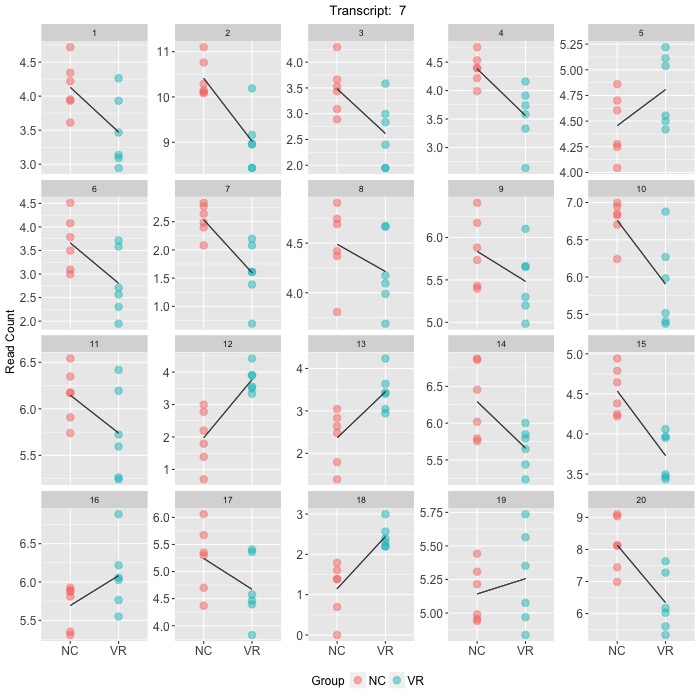 Transcript: 7
1 2 3 4 5
4.5 4.0 3.5 3.0
11 10 9
4.0 3.5 3.0 2.5 2.0
4.5 4.0 3.5 3.0
5.25 5.00 4.75 4.50 4.25 4.00
6 7 8 9 10
4.5 4.0 3.5 3.0 2.5 2.0
2.5 2.0 1.5 1.0
4.5 4.0
6.0 5.5 5.0
7.0 6.5 6.0 5.5
Read Count
11 12 13 14 15
6.5 6.0 5.5
4 3 2 1
4 3 2
6.5 6.0 5.5
5.0 4.5 4.0 3.5
16 17 18 19 20
6.5 6.0 5.5
6.0 5.5 5.0 4.5 4.0
3 2 1 0
5.75 5.50 5.25 5.00
9 8 7 6
NC VR NC VR NC VR NC VR NC VR
Group NC VR